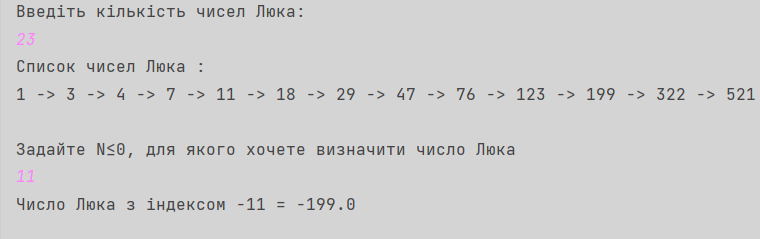 Введіть кількість чисел Люка:
23
Список чисел Люка :
1 -> 3 -> 4 -> 7 -> 11 -> 18 -> 29 -> 47 -> 76 -> 123 -> 199 -> 322 -> 521
Задайте N≤0, для якого хочете визначити число Люка
11
Число Люка з індексом -11 = -199.0